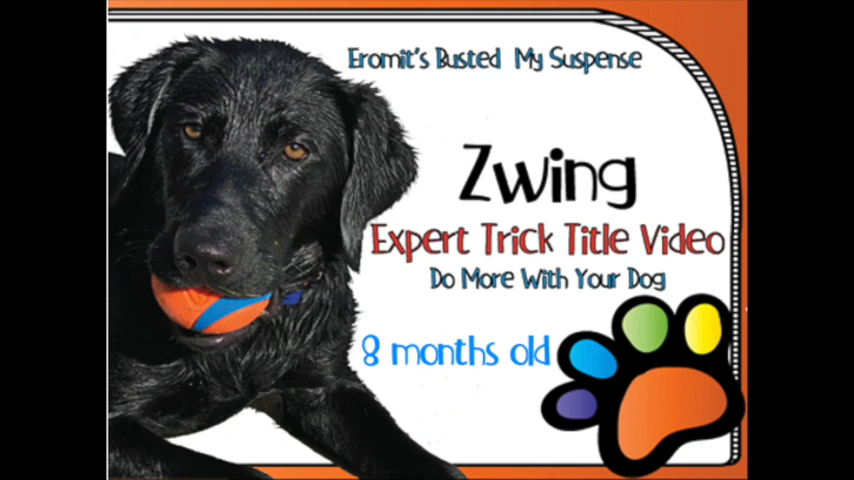 Eromit's Busted My Suspense
Zwing
Expert Trick Title Video
Do More With Your Dog
8 months old